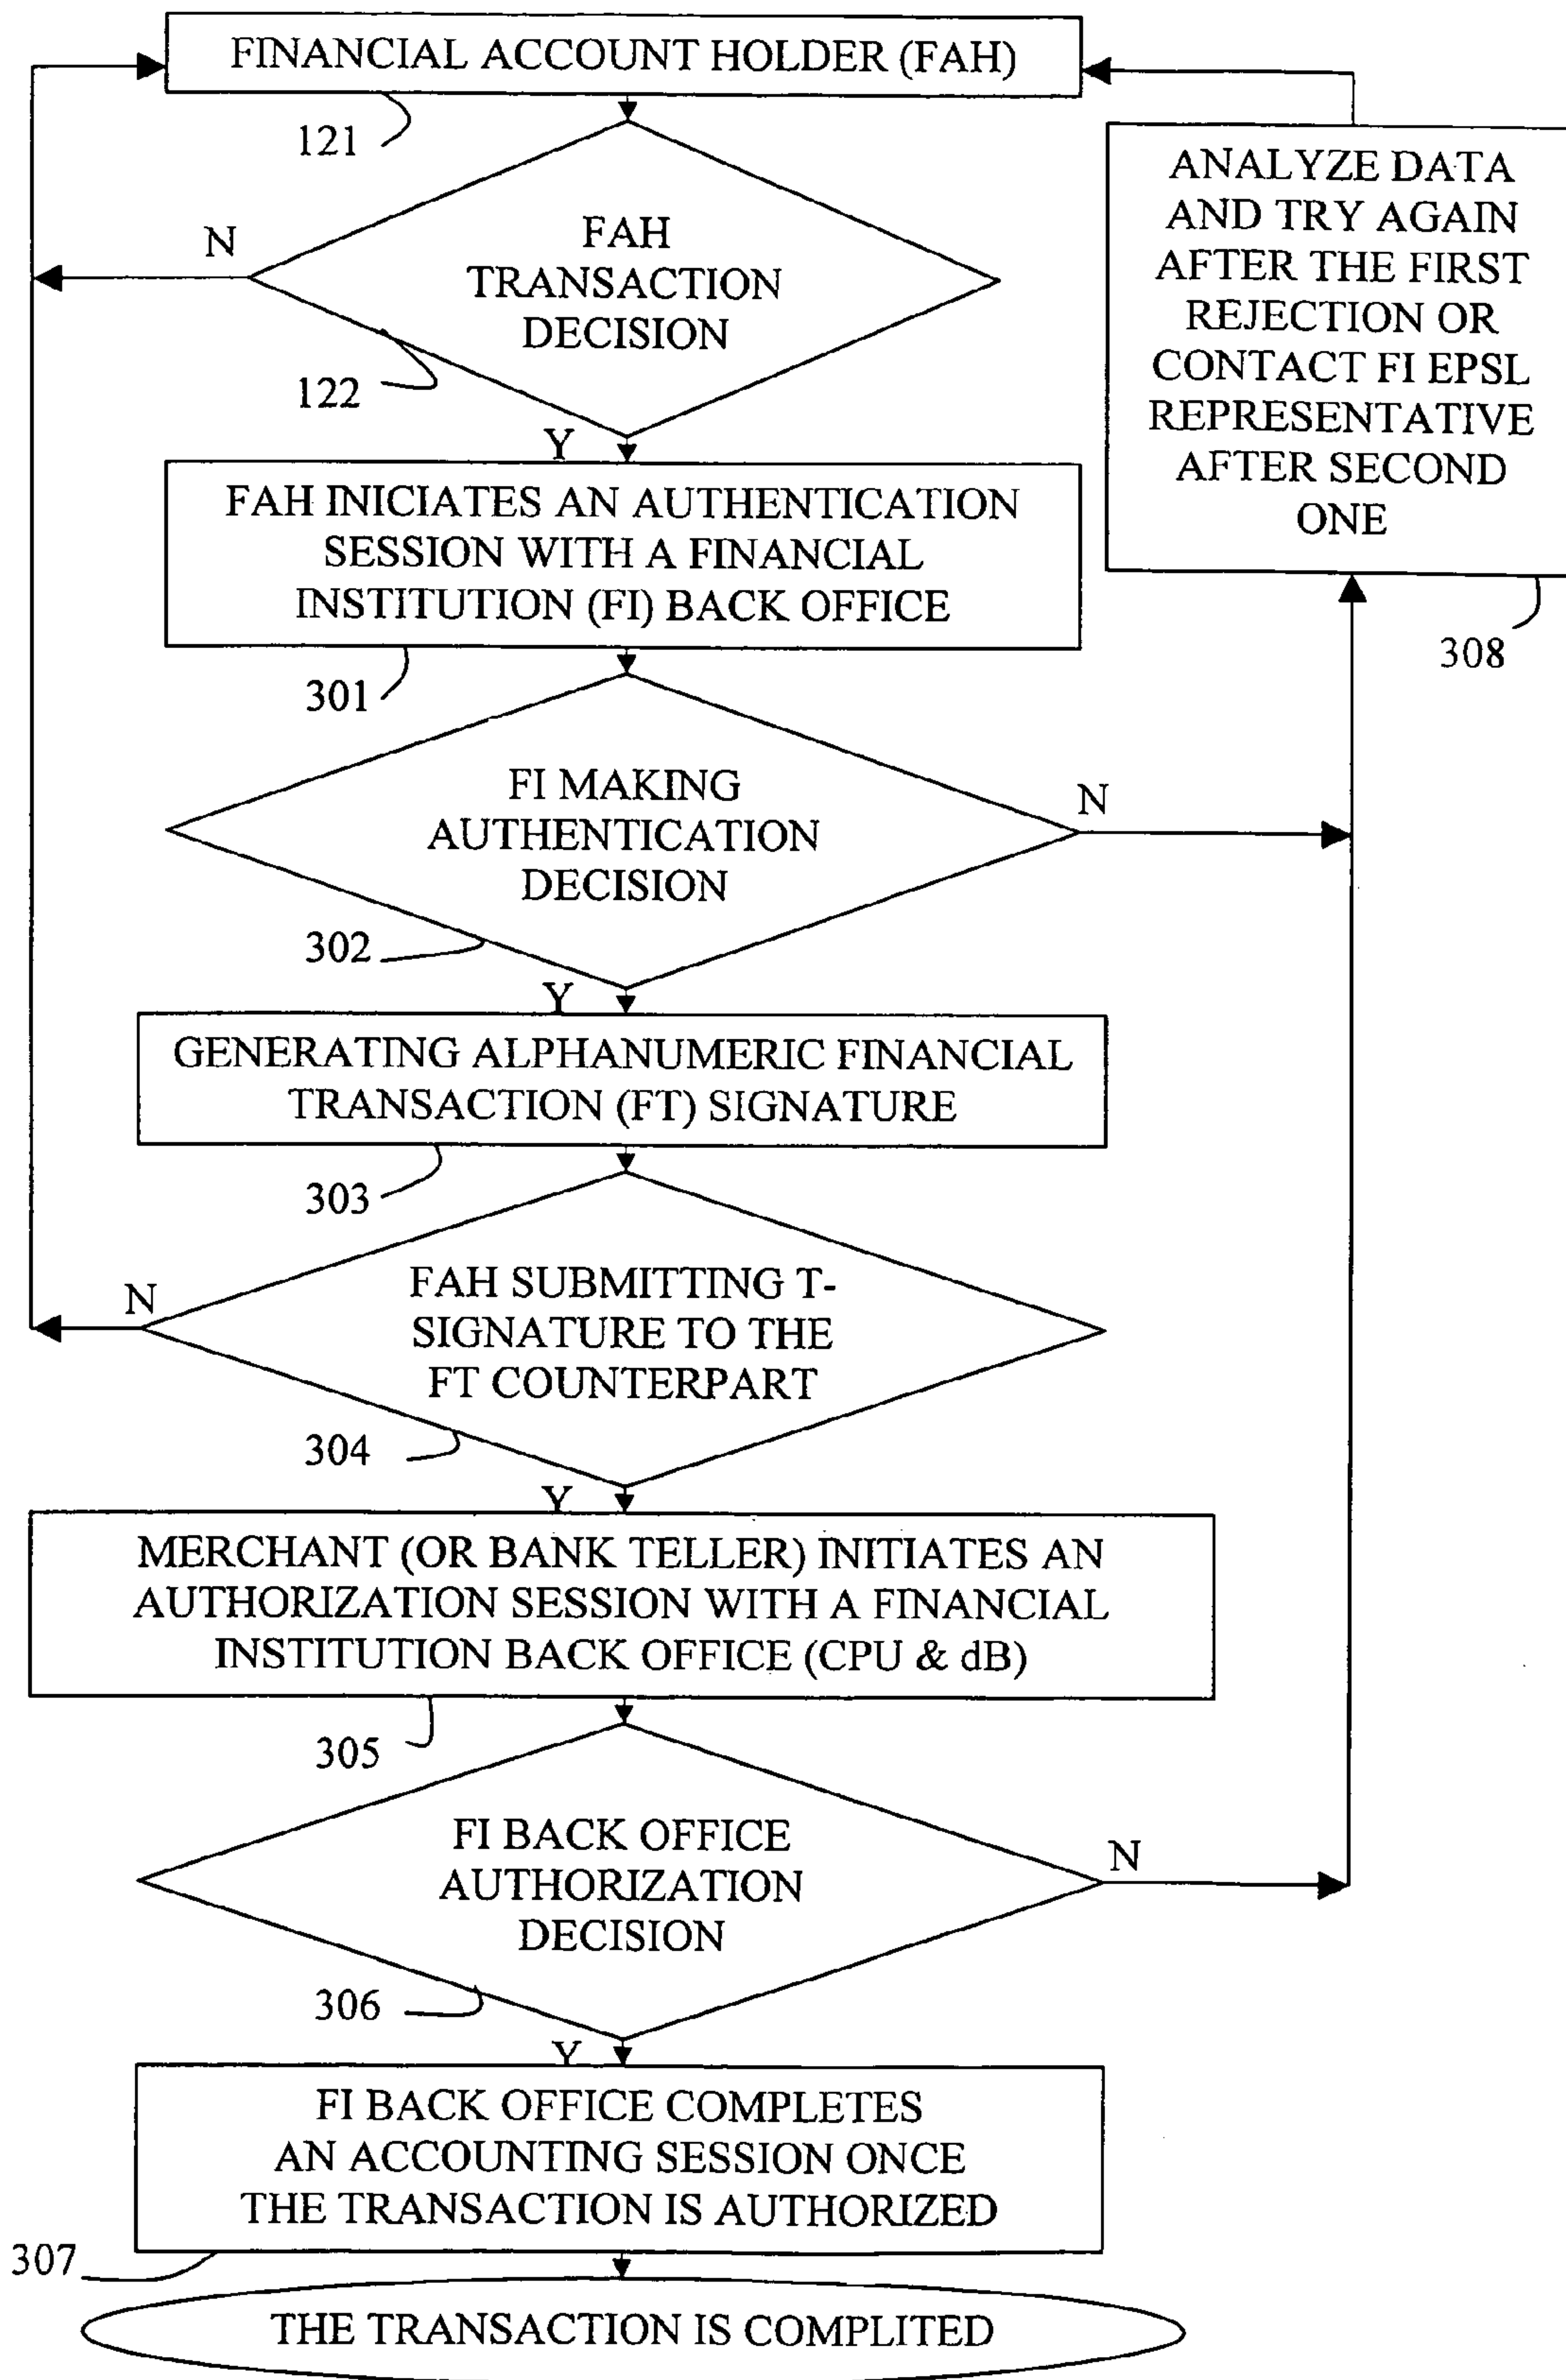 FINANCIAL ACCOUNT HOLDER (FAH)
121
ANALYZE DATA
AND TRY AGAIN
AFTER THE FIRST
REJECTION OR
CONTACT FI EPSL
REPRESENTATIVE
AFTER SECOND
ONE
308
N
FAH
TRANSACTION
DECISION
122
Y
FAH INICIATES AN AUTHENTICATION
SESSION WITH A FINANCIAL
INSTITUTION (FI) BACK OFFICE
301
FI MAKING
AUTHENTICATION
DECISION
N
302
Y
GENERATING ALPHANUMERIC FINANCIAL
TRANSACTION (FT) SIGNATURE
303
N
FAH SUBMITTING T-
SIGNATURE TO THE
FT COUNTERPART
304
Y
MERCHANT (OR BANK TELLER) INITIATES AN
AUTHORIZATION SESSION WITH A FINANCIAL
INSTITUTION BACK OFFICE (CPU & dB)
305
FI BACK OFFICE
AUTHORIZATION
DECISION
N
306
Y
FI BACK OFFICE COMPLETES
AN ACCOUNTING SESSION ONCE
THE TRANSACTION IS AUTHORIZED
307
THE TRANSACTION IS COMPLITED